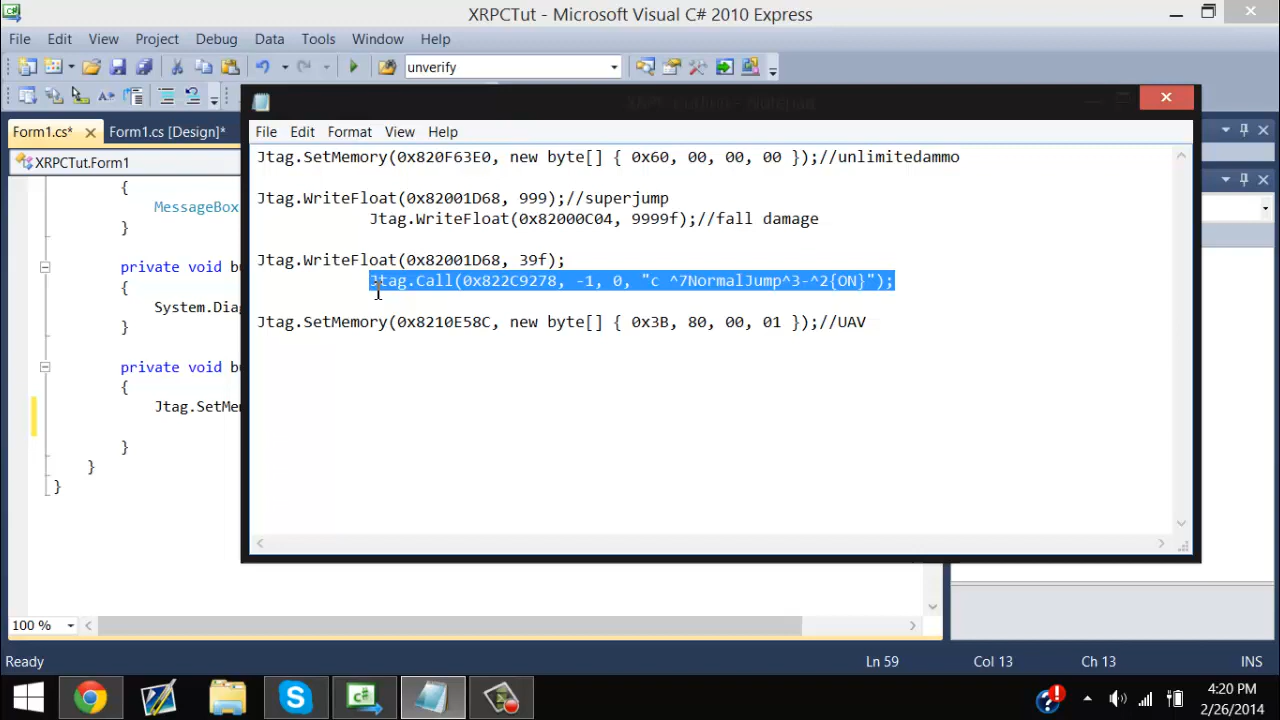 XRPCTut - Microsoft Visual C# 2010 Express
File Edit View Project Debug Data Tools Window Help
unverify
Form1.cs* Form1.cs [Design]*
XRPCTut.Form1
File Edit Format View Help
Jtag.SetMemory(0x820F63E0, new byte[] { 0x60, 00, 00, 00 });//unlimitedammo
Jtag.WriteFloat(0x82001D68, 999);//superjump
Jtag.WriteFloat(0x82000C04, 9999f);//fall damage
Jtag.WriteFloat(0x82001D68, 39f);
Jtag.Call(0x822C9278, -1, 0, "c ^7NormalJump^3-^2{ON}");
Jtag.SetMemory(0x8210E58C, new byte[] { 0x3B, 80, 00, 01 });//UAV
{
MessageBox
}
private void bu
{
System.Diag
}
private void bu
{
Jtag.SetMem
}
}
}
100 %
Ready Ln 59 Col 13 Ch 13 INS
4:20 PM
2/26/2014